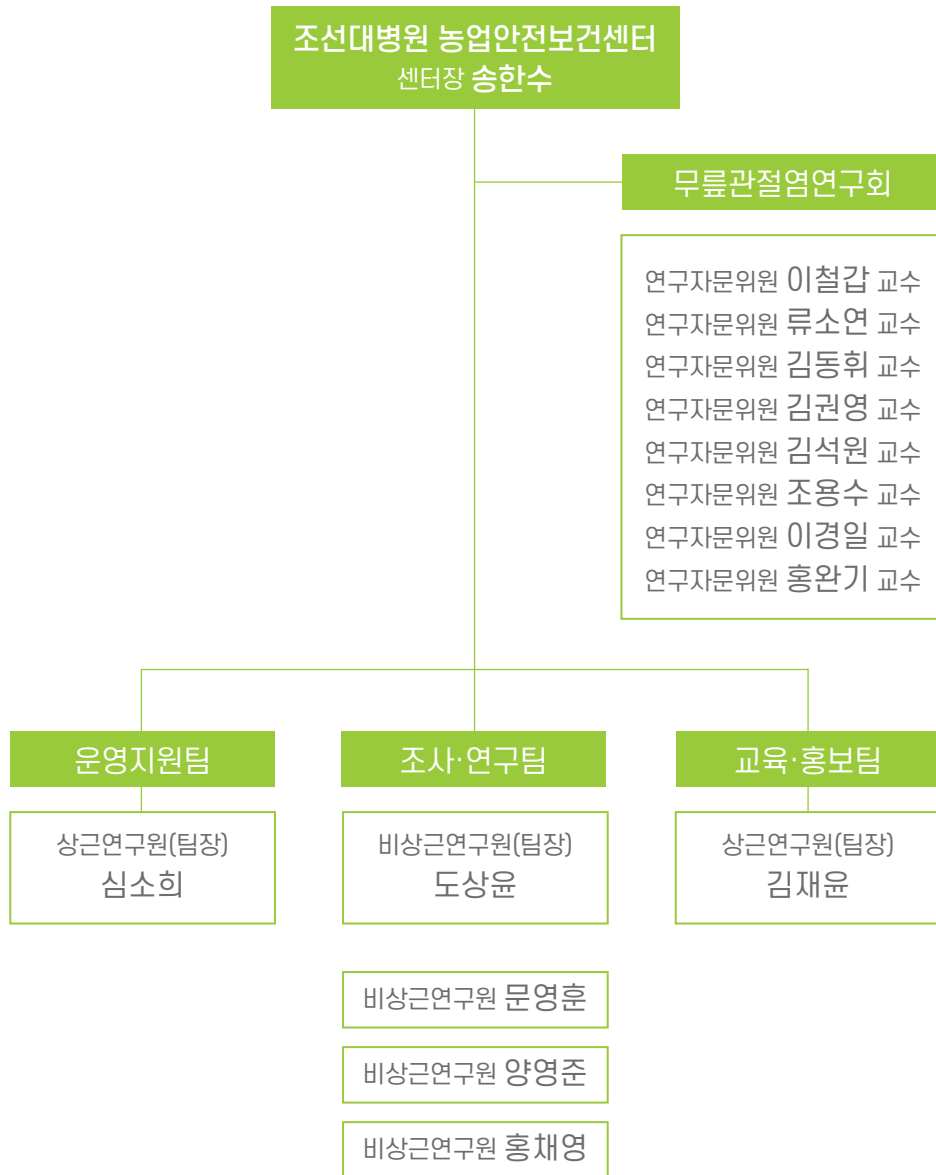 조선대병원 농업안전보건센터
센터장 송한수
무릎관절염연구회
연구자문위원 이철갑 교수
연구자문위원 류소연 교수
연구자문위원 김동휘 교수
연구자문위원 김권영 교수
연구자문위원 김석원 교수
연구자문위원 조용수 교수
연구자문위원 이경일 교수
연구자문위원 홍완기 교수
운영지원팀
상근연구원(팀장)
심소희
조사·연구팀
비상근연구원(팀장)
도상윤
비상근연구원 문영훈
비상근연구원 양영준
비상근연구원 홍채영
교육·홍보팀
상근연구원(팀장)
김재윤